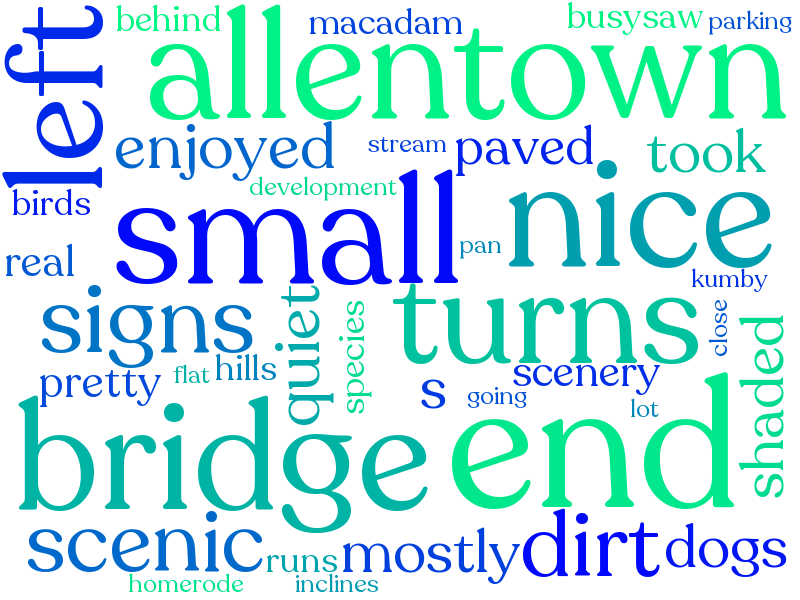 behind
macadam
busysaw
parking
left
allentown
enjoyed
stream
paved
took
development
birds
small
nice
real
pan
kumby
signs
quiet
species
turns
close
shaded
pretty
flat
hills
s
scenery
going
lot
bridge
end
scenic
runs
mostly
dirt
dogs
homerode
inclines